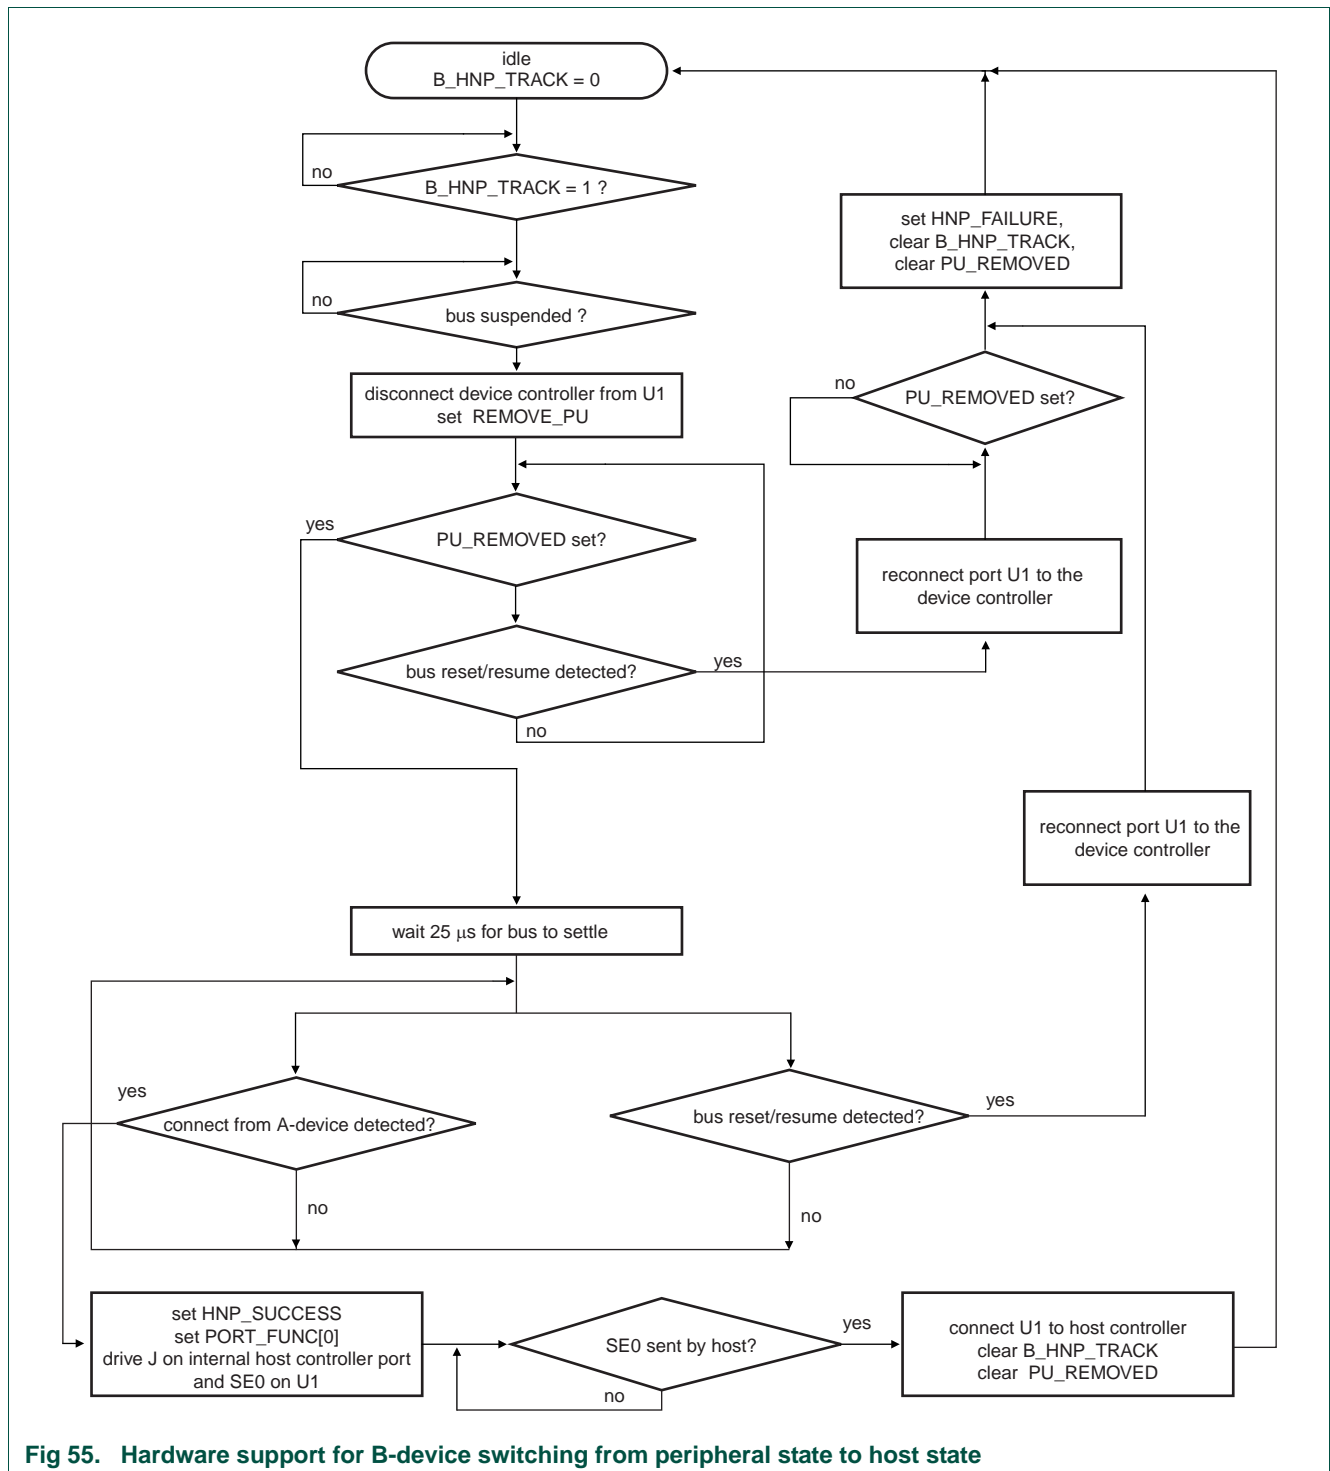 idle
B_HNP_TRACK = 0
no
B_HNP_TRACK = 1 ?
no
bus suspended ?
disconnect device controller from U1
set REMOVE_PU
yes
PU_REMOVED set?
bus reset/resume detected?
yes
no
set HNP_FAILURE,
clear B_HNP_TRACK,
clear PU_REMOVED
no
PU_REMOVED set?
reconnect port U1 to the
device controller
reconnect port U1 to the
device controller
wait 25 μs for bus to settle
yes
connect from A-device detected?
no
bus reset/resume detected?
yes
no
set HNP_SUCCESS
set PORT_FUNC[0]
drive J on internal host controller port
and SE0 on U1
SE0 sent by host?
yes
no
connect U1 to host controller
clear B_HNP_TRACK
clear PU_REMOVED
Fig 55. Hardware support for B-device switching from peripheral state to host state